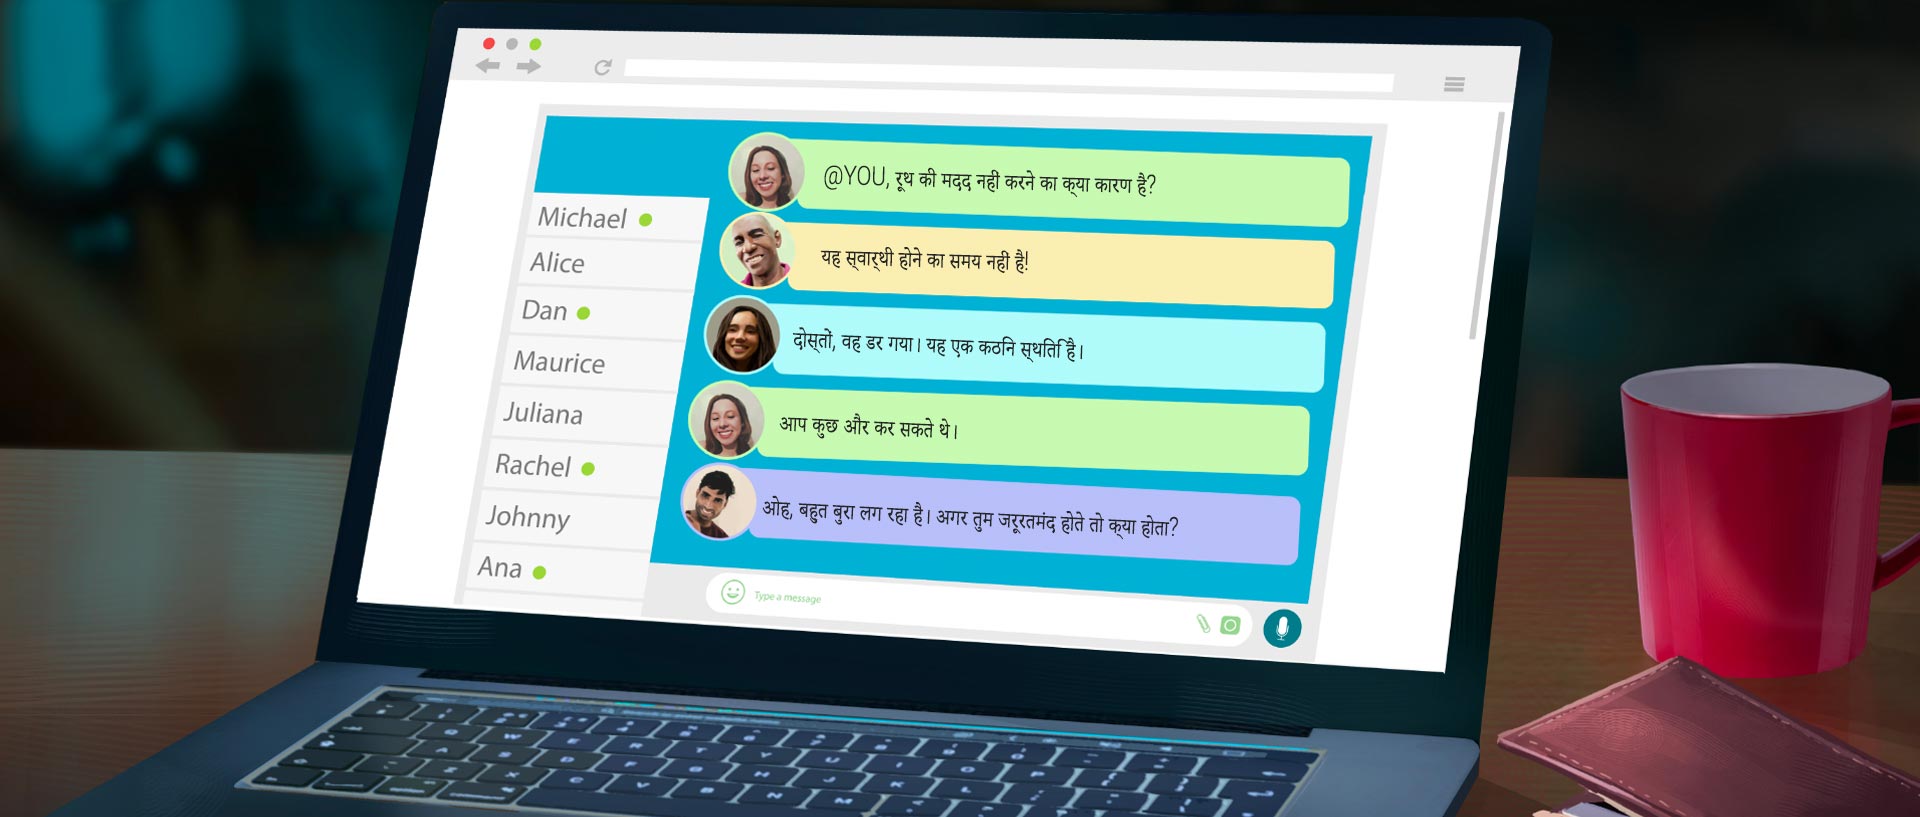 @YOU, रूथ की मदद नहीं करने का क्या कारण है?
यह स्वार्थी होने का समय नहीं है!
दोस्तों, वह डर गया। यह एक कठिन स्थिति है।
आप कुछ और कर सकते थे।
ओह, बहुत बुरा लग रहा है। अगर तुम जरूरतमंद होते तो क्या होता?
Michael
Alice
Dan
Maurice
Juliana
Rachel
Johnny
Ana
Type a message